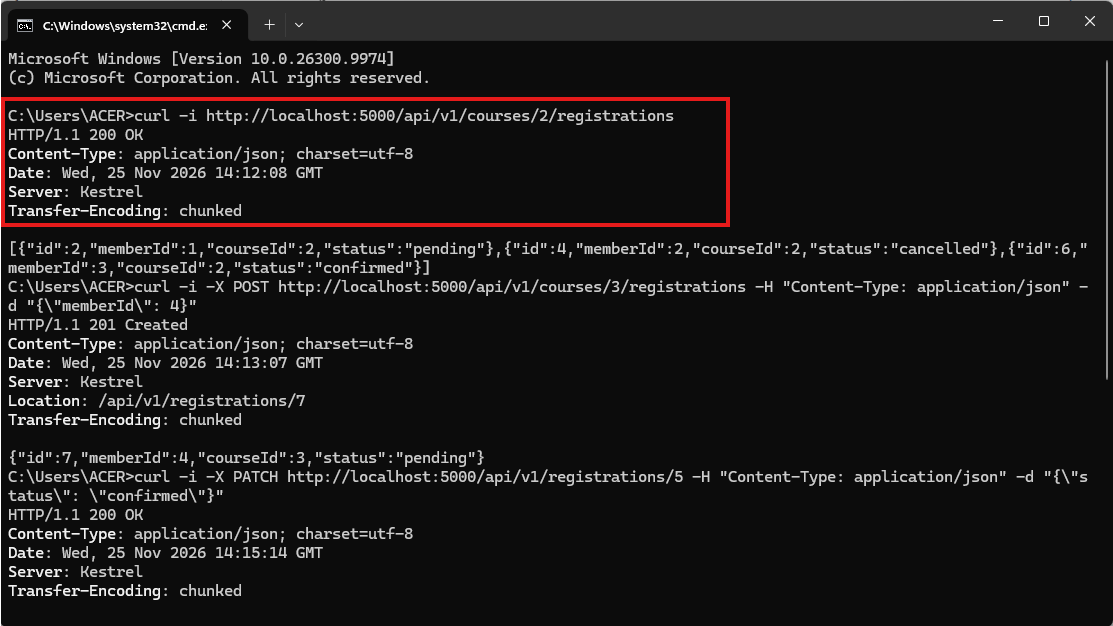 C:\Windows\system32\cmd.e:
Microsoft Windows [Version 10.0.26300.9974]
(c) Microsoft Corporation. All rights reserved.
C:\Users\ACER>curl -i http://localhost:5000/api/v1/courses/2/registrations
HTTP/1.1 200 OK
Content-Type: application/json; charset=utf-8
Date: Wed, 25 Nov 2026 14:12:08 GMT
Server: Kestrel
Transfer-Encoding: chunked
[{"id":2,"memberId":1,"courseId":2,"status":"pending"},{"id":4,"memberId":2,"courseId":2,"status":"cancelled"},{"id":6,"
memberId":3,"courseId":2,"status":"confirmed"}]
C:\Users\ACER>curl -i -X POST http://localhost:5000/api/v1/courses/3/registrations -H "Content-Type: application/json" -
d "{\"memberId\": 4}"
HTTP/1.1 201 Created
Content-Type: application/json; charset=utf-8
Date: Wed, 25 Nov 2026 14:13:07 GMT
Server: Kestrel
Location: /api/v1/registrations/7
Transfer-Encoding: chunked
{"id":7,"memberId":4,"courseId":3,"status":"pending"}
C:\Users\ACER>curl -i -X PATCH http://localhost:5000/api/v1/registrations/5 -H "Content-Type: application/json" -d "{\"s
tatus\": \"confirmed\"}"
HTTP/1.1 200 OK
Content-Type: application/json; charset=utf-8
Date: Wed, 25 Nov 2026 14:15:14 GMT
Server: Kestrel
Transfer-Encoding: chunked